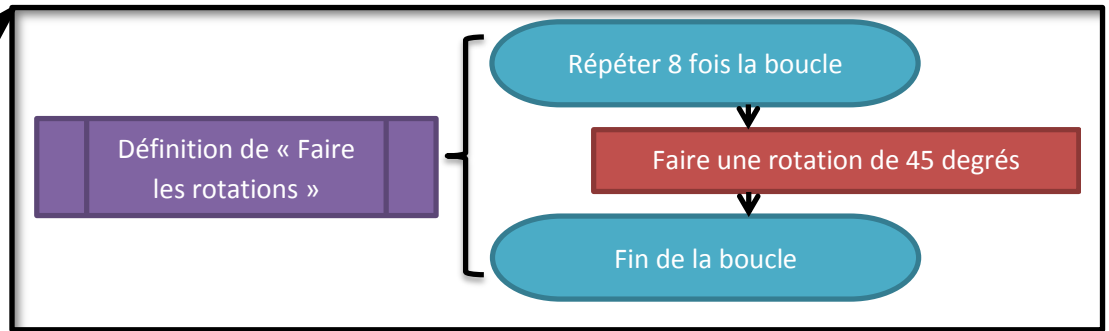 Définition de « Faire
les rotations »
Répéter 8 fois la boucle
Faire une rotation de 45 degrés
Fin de la boucle